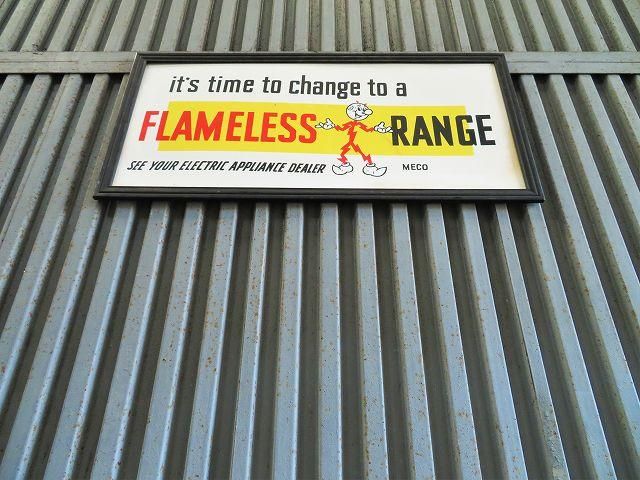 it's time to change to a
FLAMELESS RANGE
SEE YOUR ELECTRIC APPLIANCE DEALER MECO